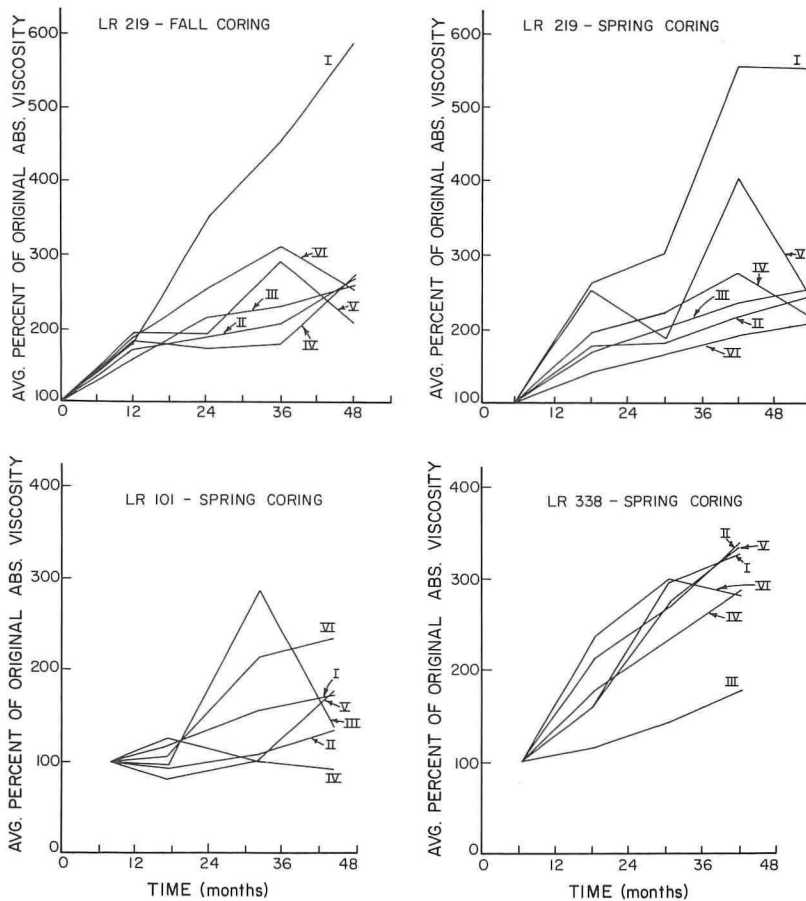 LR 219 - FALL CORING
AVG. PERCENT OF ORIGINAL ABS. VISCOSITY
600
500
400
300
200
100
0
12
24
36
48
I
VI
III
II
V
IV
LR 219 - SPRING CORING
AVG. PERCENT OF ORIGINAL ABS. VISCOSITY
600
500
400
300
200
100
0
12
24
36
48
I
V
IV
III
II
VI
LR 101 - SPRING CORING
AVG. PERCENT OF ORIGINAL ABS. VISCOSITY
400
300
200
100
0
0
12
24
36
48
TIME (months)
VI
I
V
III
II
IV
LR 338 - SPRING CORING
AVG. PERCENT OF ORIGINAL ABS. VISCOSITY
400
300
200
100
0
0
12
24
36
48
TIME (months)
II
V
I
VI
IV
III